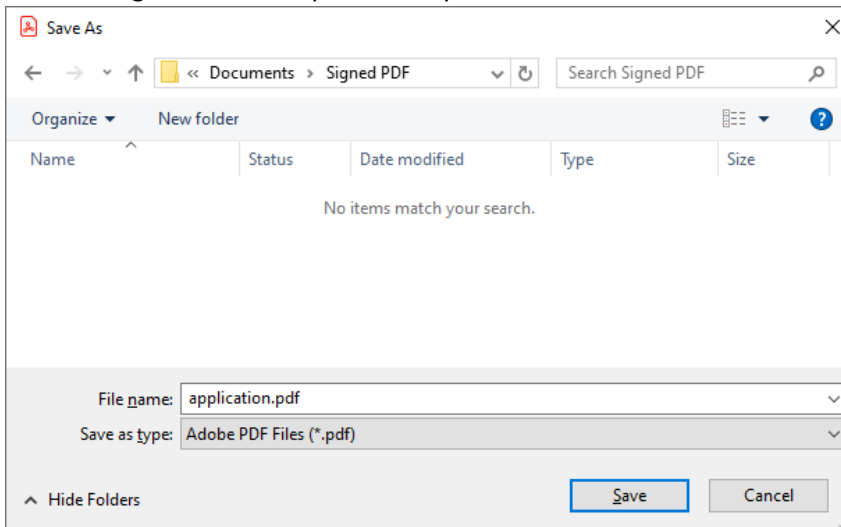 Save As
« Documents › Signed PDF
Search Signed PDF
Organize
New folder
?
Name
Status
Date modified
Type
Size
No items match your search.
File name:
application.pdf
Save as type:
Adobe PDF Files (*.pdf)
Hide Folders
Save
Cancel